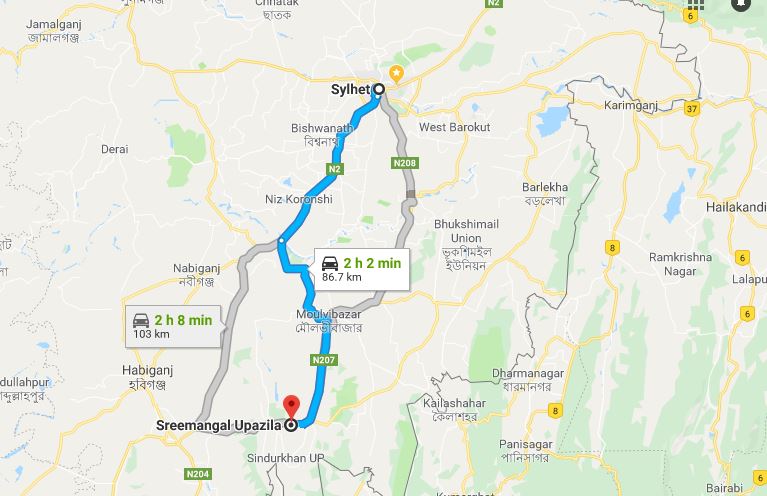 Chhatak
ছাতক
N2
6
Jamalganj
জামালগঞ্জ
Sylhet
Karimganj
37
Bishwanath
বিশ্বনাথ
West Barokut
Derai
N2
N208
Barlekha
বড়লেখা
Niz Koronshi
Hailakandi
Bhukshimail
Union
ভূকশিমইল
ইউনিয়ন
8
Ramkrishna
Nagar
2 h 2 min
86.7 km
Nabiganj
নবীগঞ্জ
Lalapu
6
2 h 8 min
103 km
Moulvibazar
মৌলভীবাজার
N207
Habiganj
হবিগঞ্জ
dullahpur
ব্দুল্লাহপুর
Dharmanagar
ধারমানগর
Kailashahar
কৈলাশোহর
8
Sreemangal Upazila
Panisagar
পানিসাগর
Sindurkhan UP
N204
6
Bairabi